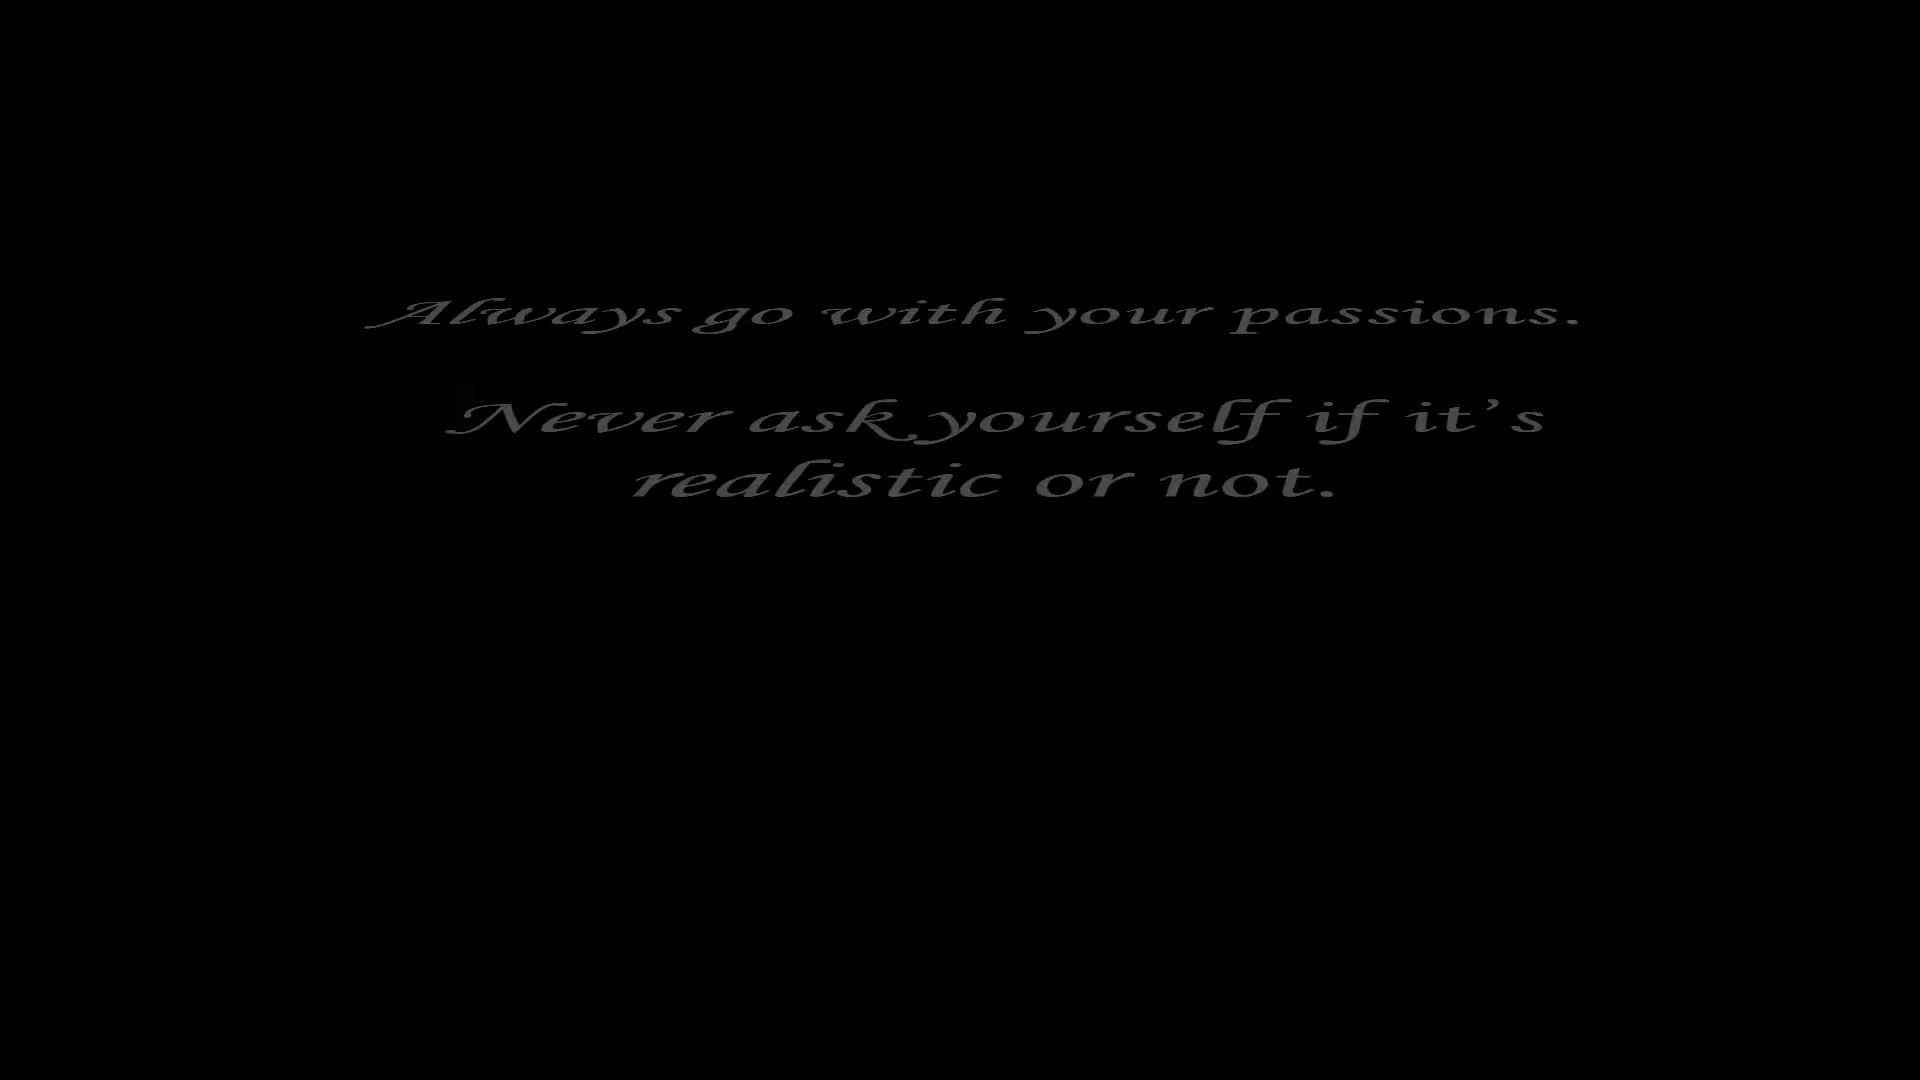 Always go with your passions.
Never ask yourself if it’s
realistic or not.